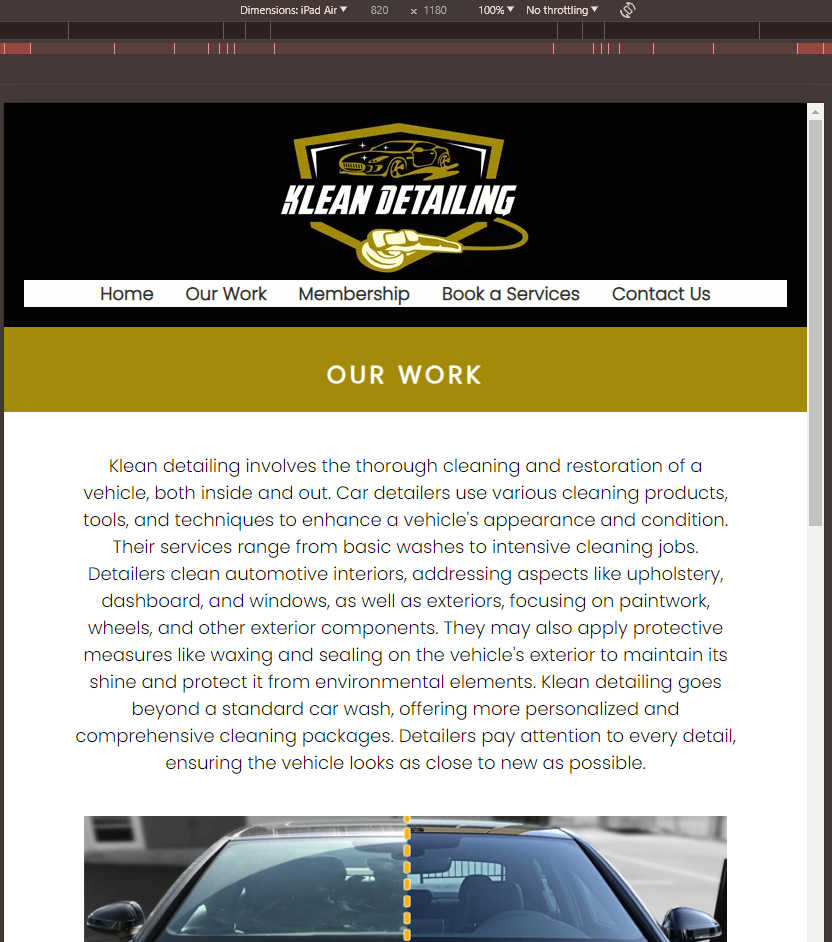 Dimensions: iPad Air ▼ 820 × 1180 100% ▼ No throttling ▼
KLEAN DETAILING
Home Our Work Membership Book a Services Contact Us
OUR WORK
Klean detailing involves the thorough cleaning and restoration of a
vehicle, both inside and out. Car detailers use various cleaning products,
tools, and techniques to enhance a vehicle's appearance and condition.
Their services range from basic washes to intensive cleaning jobs.
Detailers clean automotive interiors, addressing aspects like upholstery,
dashboard, and windows, as well as exteriors, focusing on paintwork,
wheels, and other exterior components. They may also apply protective
measures like waxing and sealing on the vehicle's exterior to maintain its
shine and protect it from environmental elements. Klean detailing goes
beyond a standard car wash, offering more personalized and
comprehensive cleaning packages. Detailers pay attention to every detail,
ensuring the vehicle looks as close to new as possible.